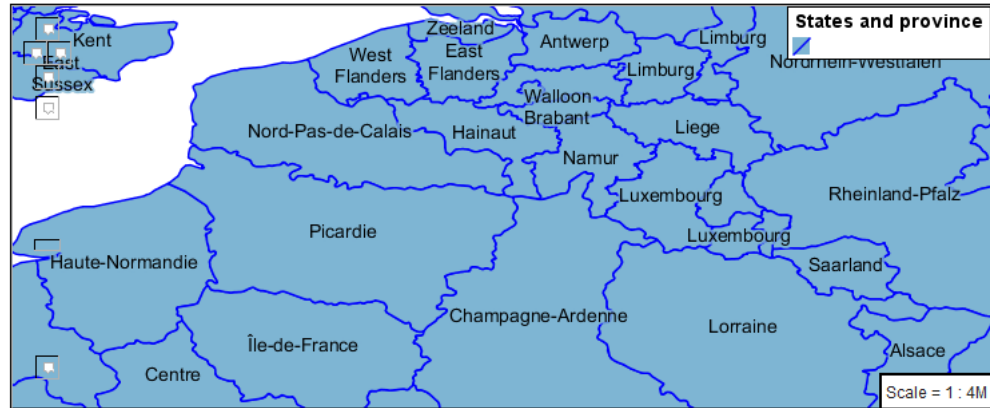 States and province
Kent
Zeeland
Antwerp
Limburg
Nordrhein-Westfalen
East
Sussex
West
Flanders
East
Flanders
Limburg
Walloon
Brabant
Nord-Pas-de-Calais
Hainaut
Liege
Namur
Luxembourg
Rheinland-Pfalz
Picardie
Luxembourg
Haute-Normandie
Saarland
Champagne-Ardenne
Lorraine
Île-de-France
Alsace
Centre
Scale = 1 : 4M